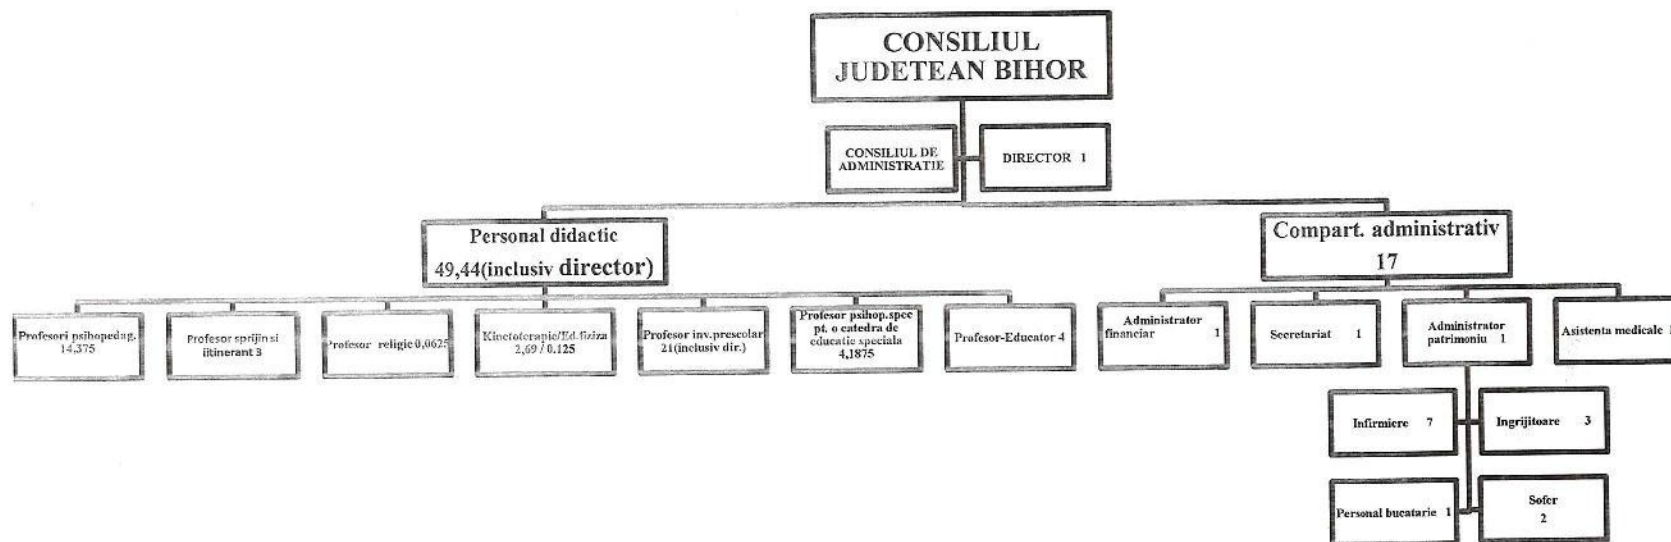 CONSILIUL
JUDETEAN BIHOR
CONSILIUL DE
ADMINISTRATIE
DIRECTOR 1
Personal didactic
49,44(inclusiv director)
Compart. administrativ
17
Profesori psihopedag.
14,375
Profesor sprijin si
iitinerant 3
Profesor religie 0,0625
Kinetoterapie/Ed.fiziza
2,69 / 0.125
Profesor inv.prescolar
21(inclusiv dir.)
Profesor psihop.spec
pt. o catedra de
educatie speciala
4,1875
Profesor-Educator 4
Administrator
financiar 1
Secretariat 1
Administrator
patrimoniu 1
Asistenta medicale
Infirmiere 7
Ingrijitoare 3
Personal bucatarie 1
Sofer
2